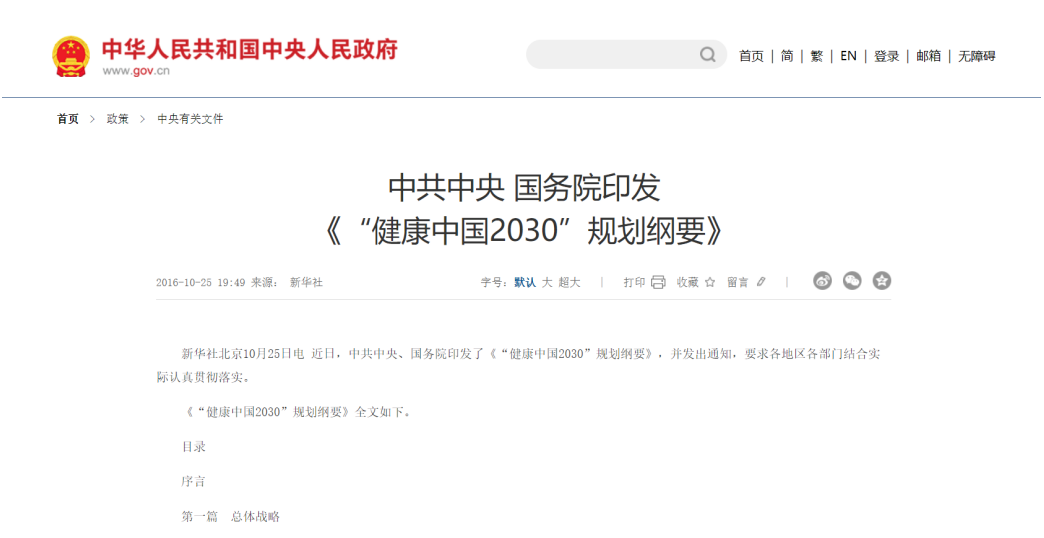 中华人民共和国中央人民政府
www.gov.cn
首页 | 简 | 繁 | EN | 登录 | 邮箱 | 无障碍
首页 > 政策 > 中央有关文件
中共中央 国务院印发
《“健康中国2030”规划纲要》
2016-10-25 19:49 来源： 新华社 字号：默认 大 超大 | 打印 收藏 留言 |
新华社北京10月25日电 近日，中共中央、国务院印发了《“健康中国2030”规划纲要》，并发出通知，要求各地区各部门结合实
际认真贯彻落实。
《“健康中国2030”规划纲要》全文如下。
目录
序言
第一篇 总体战略